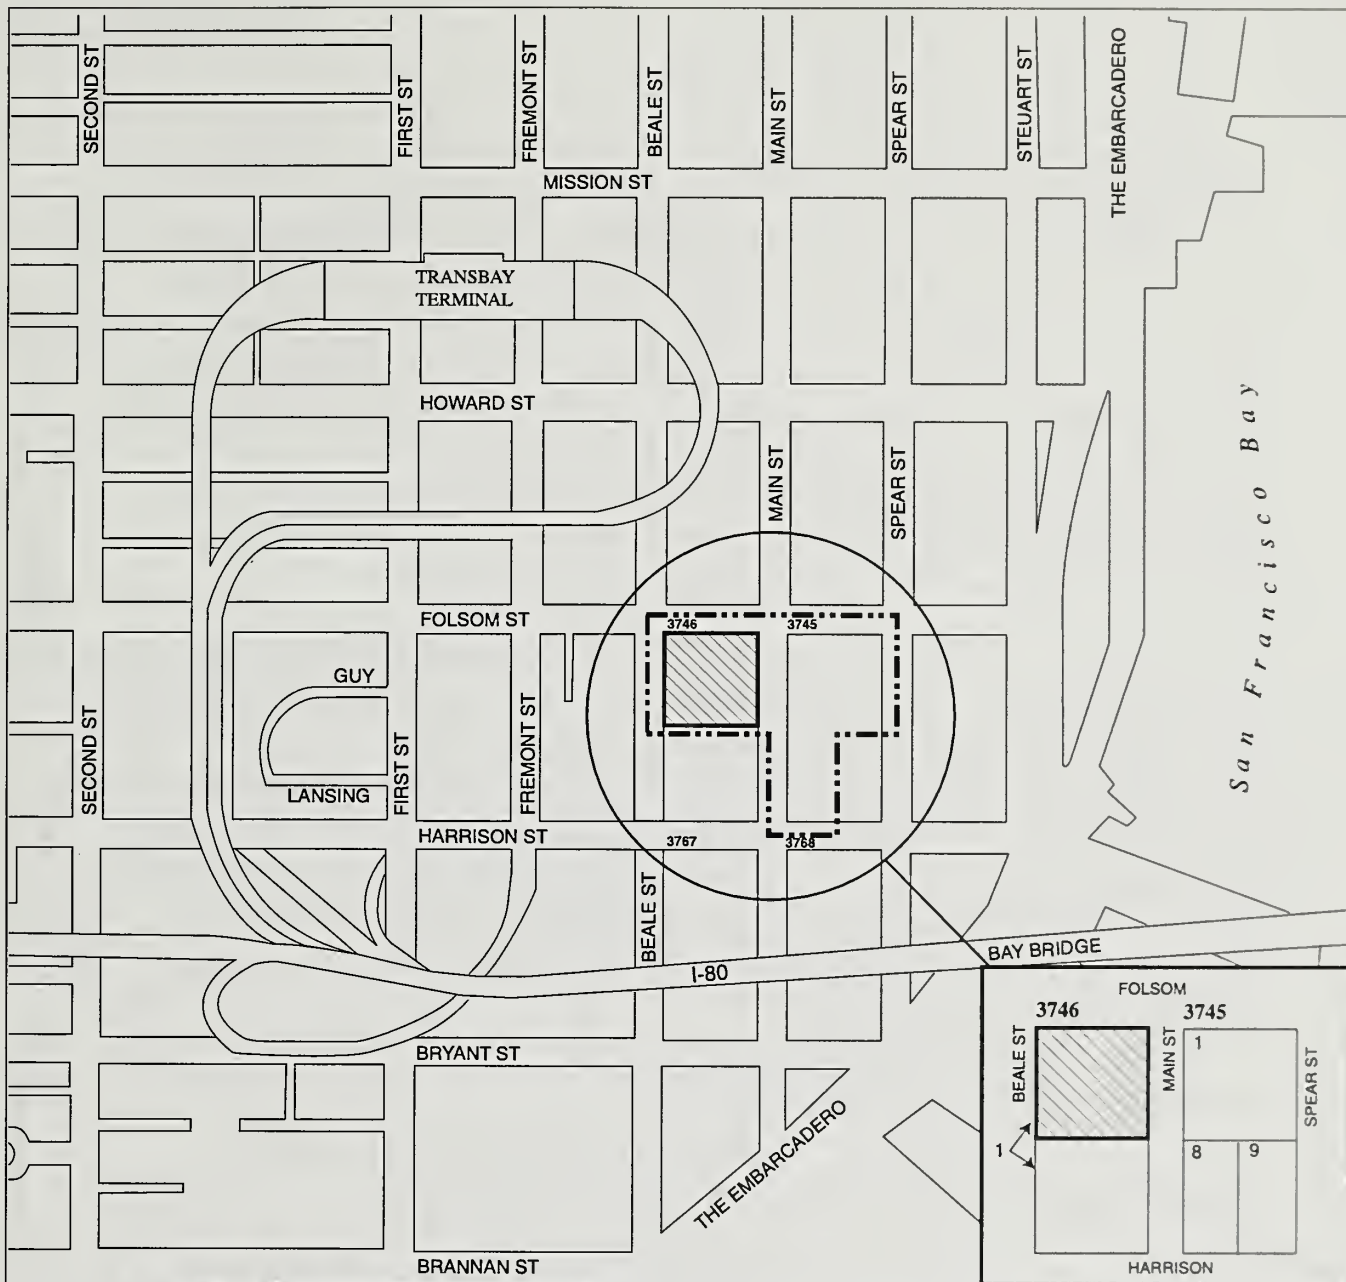 SECOND ST
FIRST ST
FREMONT ST
BEALE ST
MAIN ST
SPEAR ST
STEUART ST
THE EMBARCADERO
MISSION ST
TRANSBAY
TERMINAL
HOWARD ST
MAIN ST
SPEAR ST
San Francisco Bay
FOLSOM ST
3746
3745
GUY
SECOND ST
FIRST ST
FREMONT ST
LANSING
HARRISON ST
3767
3768
BEALE ST
I-80
BAY BRIDGE
BRYANT ST
THE EMBARCADERO
BRANNAN ST
FOLSOM
3746
3745
BEALE ST
MAIN ST
SPEAR ST
1
1
8
9
HARRISON